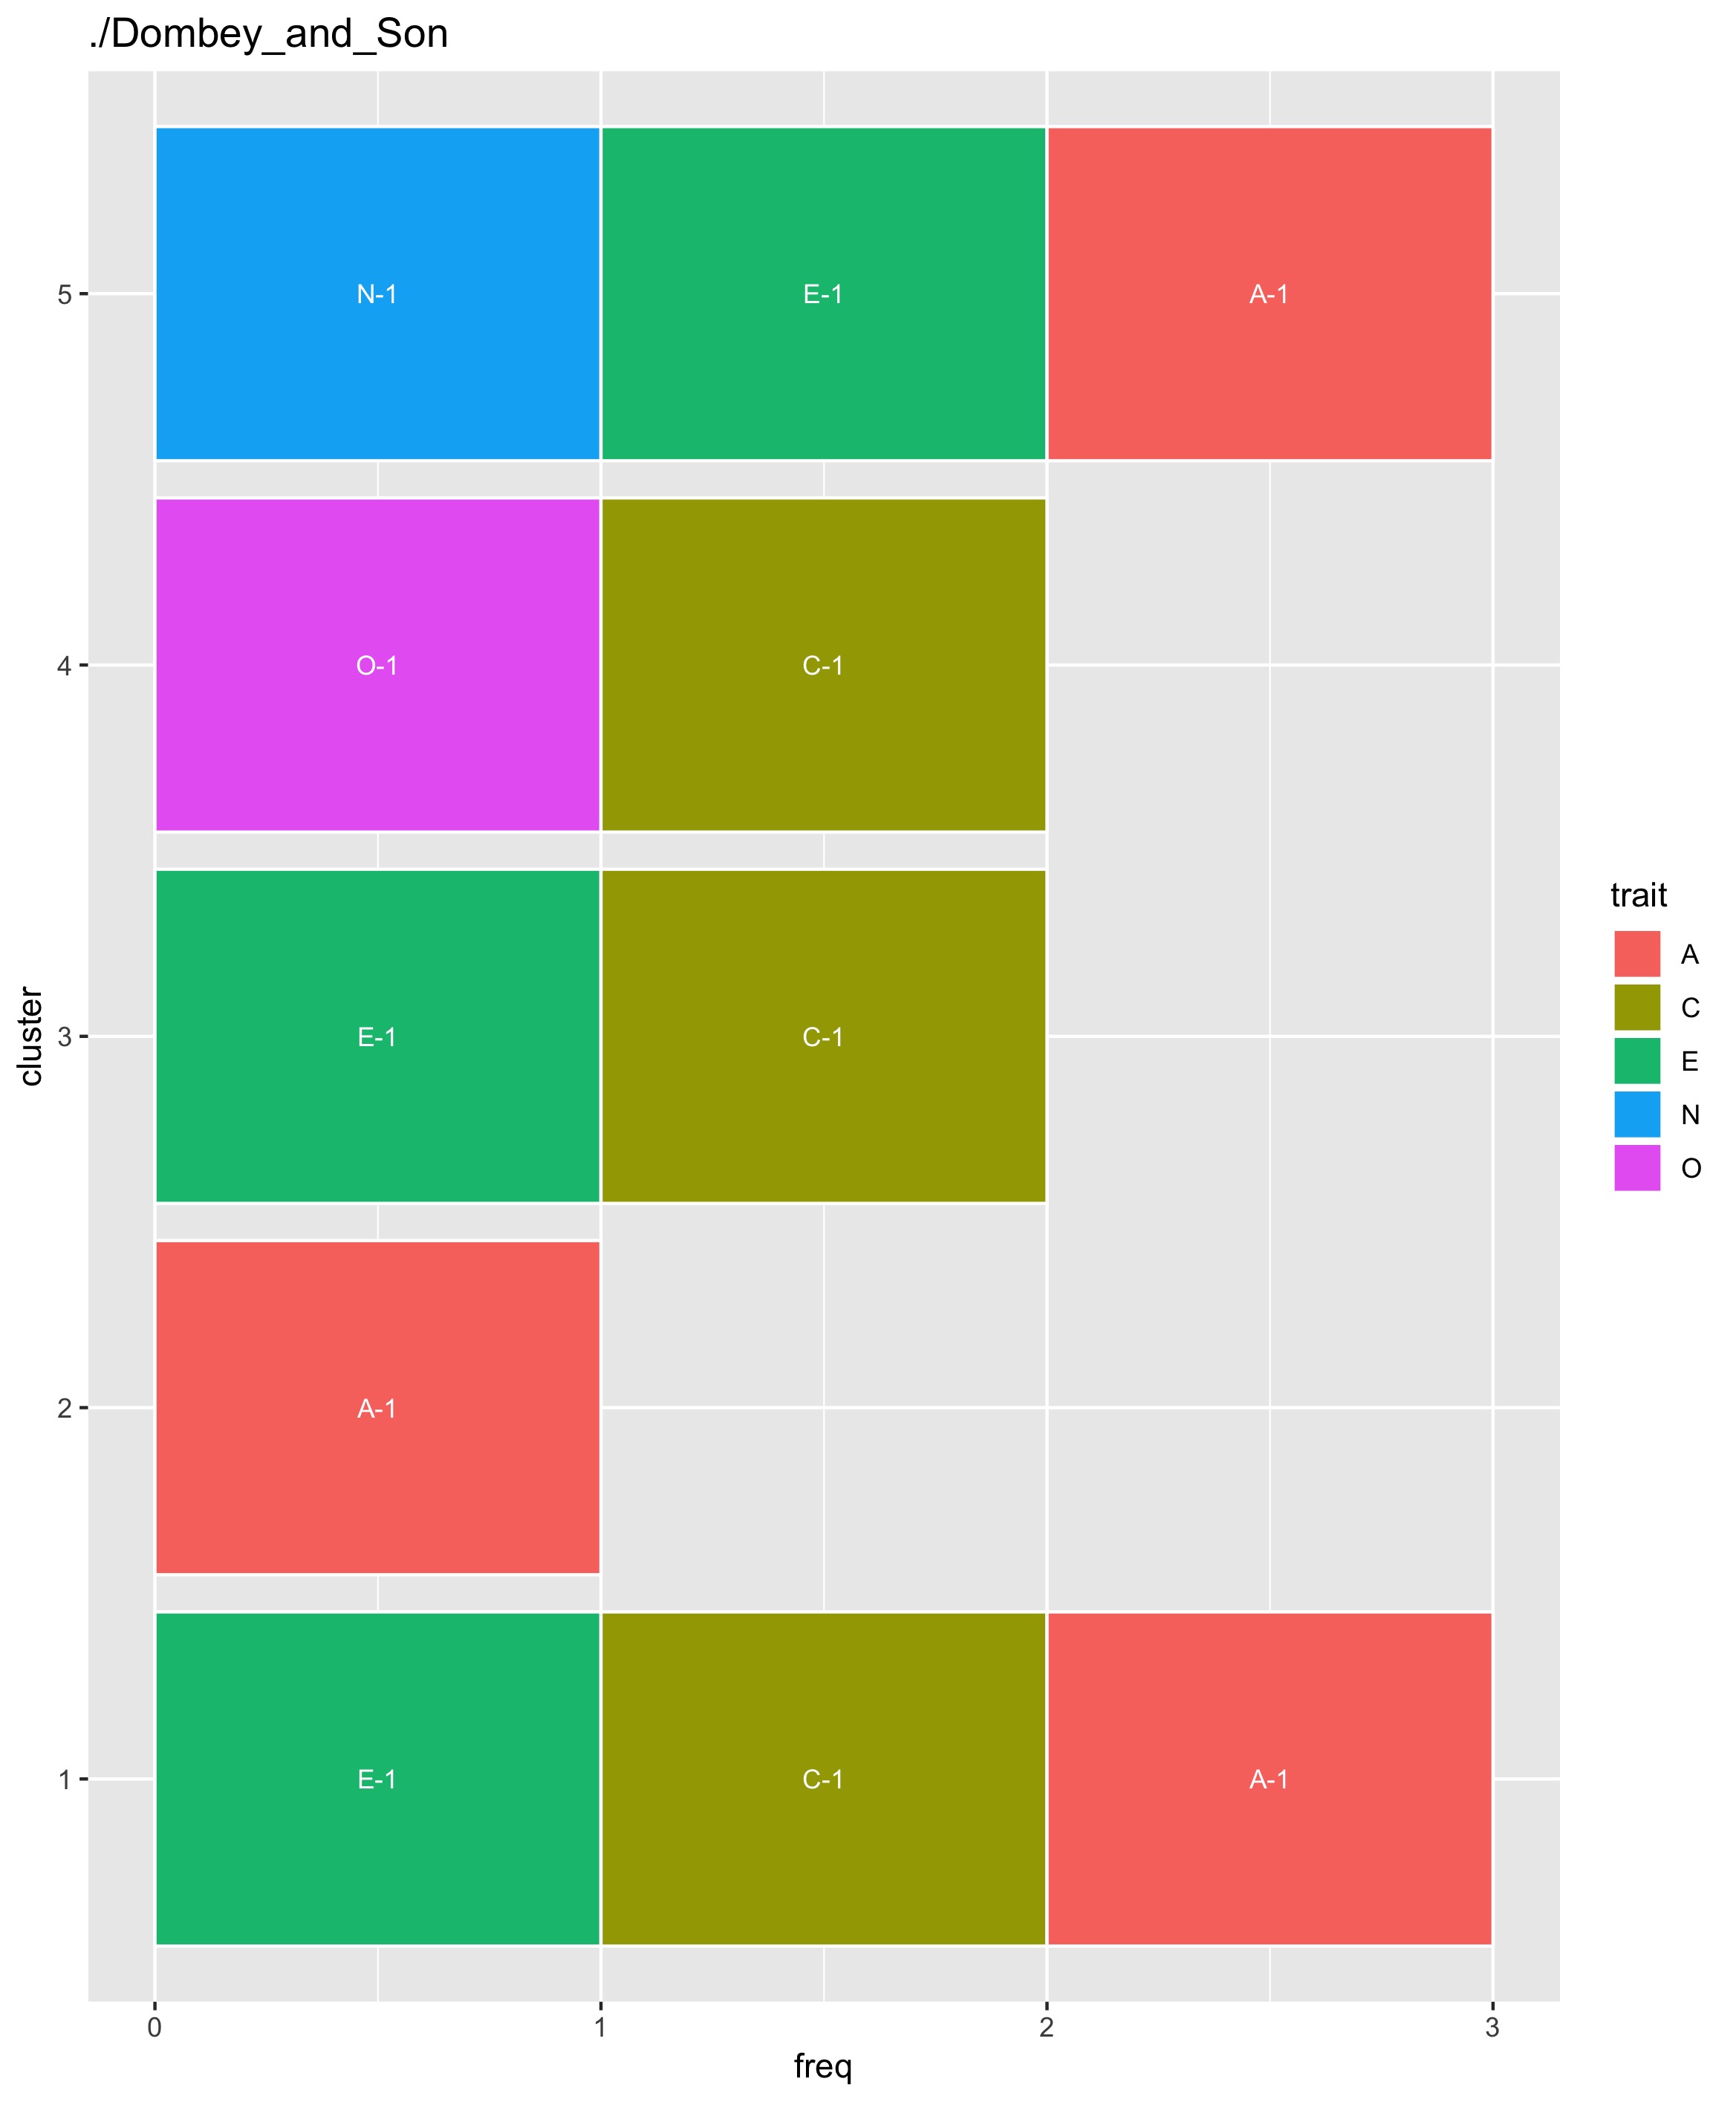 ./Dombey_and_Son
5
N-1 E-1 A-1
4
O-1 C-1
3
E-1 C-1
2
A-1
1
E-1 C-1 A-1
0 1 2 3
freq
cluster
trait
A
C
E
N
O